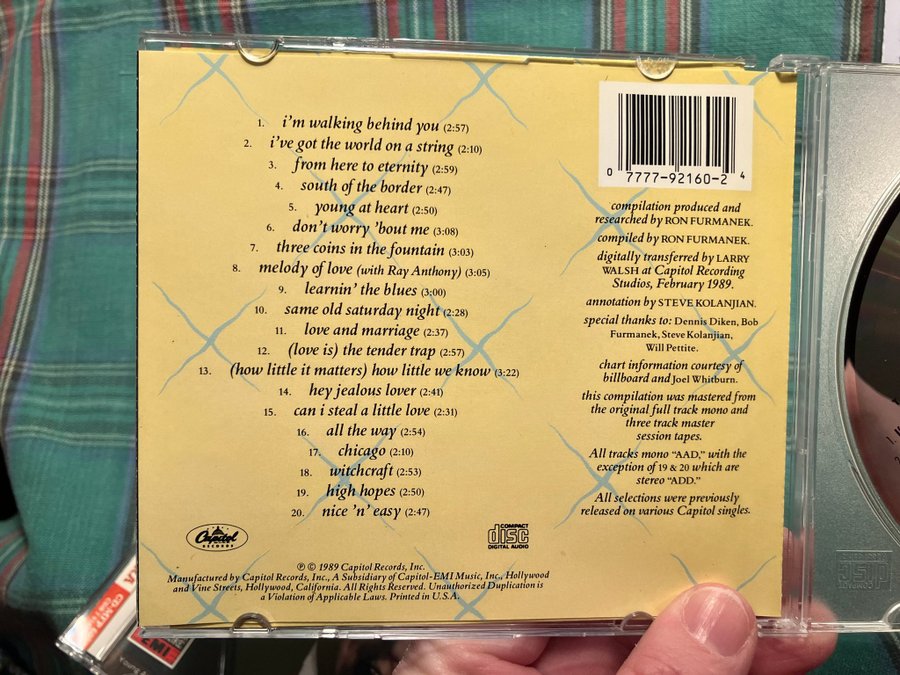 1. i'm walking behind you (2:57)
2. i've got the world on a string (2:10)
3. from here to eternity (2:59)
4. south of the border (2:47)
5. young at heart (2:50)
6. don't worry 'bout me (3:08)
7. three coins in the fountain (3:03)
8. melody of love (with Ray Anthony) (3:05)
9. learnin' the blues (3:00)
10. same old saturday night (2:28)
11. love and marriage (2:37)
12. (love is) the tender trap (2:57)
13. (how little it matters) how little we know (3:22)
14. hey jealous lover (2:41)
15. can i steal a little love (2:31)
16. all the way (2:54)
17. chicago (2:10)
18. witchcraft (2:53)
19. high hopes (2:50)
20. nice 'n' easy (2:47)
0 7777-92160-2 4
compilation produced and
researched by RON FURMANEK.
compiled by RON FURMANEK.
digitally transferred by LARRY
WALSH at Capitol Recording
Studios, February 1989.
annotation by STEVE KOLANJIAN.
special thanks to: Dennis Diken, Bob
Furmanek, Steve Kolanjian,
Will Pettite.
chart information courtesy of
billboard and Joel Whitburn.
this compilation was mastered from
the original full track mono and
three track master
session tapes.
All tracks mono "AAD," with the
exception of 19 & 20 which are
stereo "ADD."
All selections were previously
released on various Capitol singles.
Capitol
RECORDS
COMPACT
disc
DIGITAL AUDIO
℗ © 1989 Capitol Records, Inc.
Manufactured by Capitol Records, Inc., A Subsidiary of Capitol-EMI Music, Inc., Hollywood
and Vine Streets, Hollywood, California. All Rights Reserved. Unauthorized Duplication is
a Violation of Applicable Laws. Printed in U.S.A.